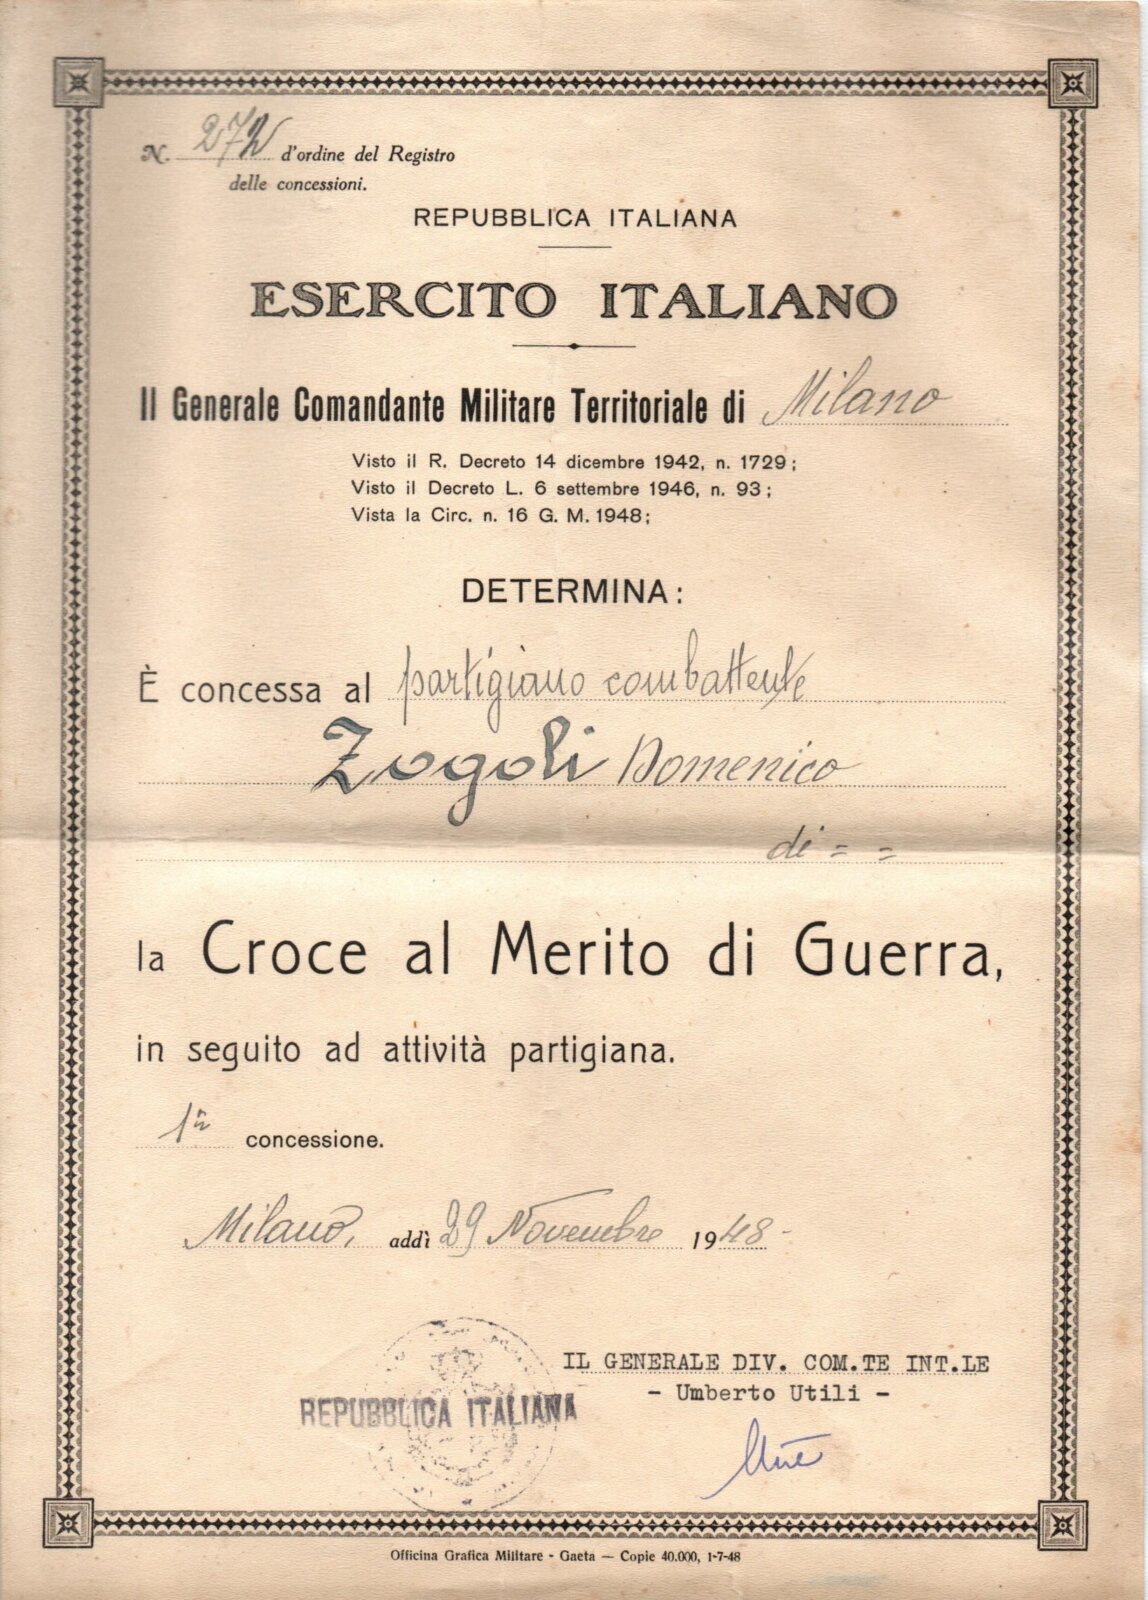 N. 272 d'ordine del Registro
delle concessioni.
REPUBBLICA ITALIANA
ESERCITO ITALIANO
Il Generale Comandante Militare Territoriale di Milano
Visto il R. Decreto 14 dicembre 1942, n. 1729;
Visto il Decreto L. 6 settembre 1946, n. 93;
Vista la Circ. n. 16 G. M. 1948;
DETERMINA:
È concessa al partigiano combattente
Zogoli Domenico
di = =
la Croce al Merito di Guerra,
in seguito ad attività partigiana.
1ª concessione.
Milano, addì 29 Novembre 1948-
IL GENERALE DIV. COM.TE INT.LE
- Umberto Utili -
REPUBBLICA ITALIANA
Officina Grafica Militare - Gaeta — Copie 40.000, 1-7-48